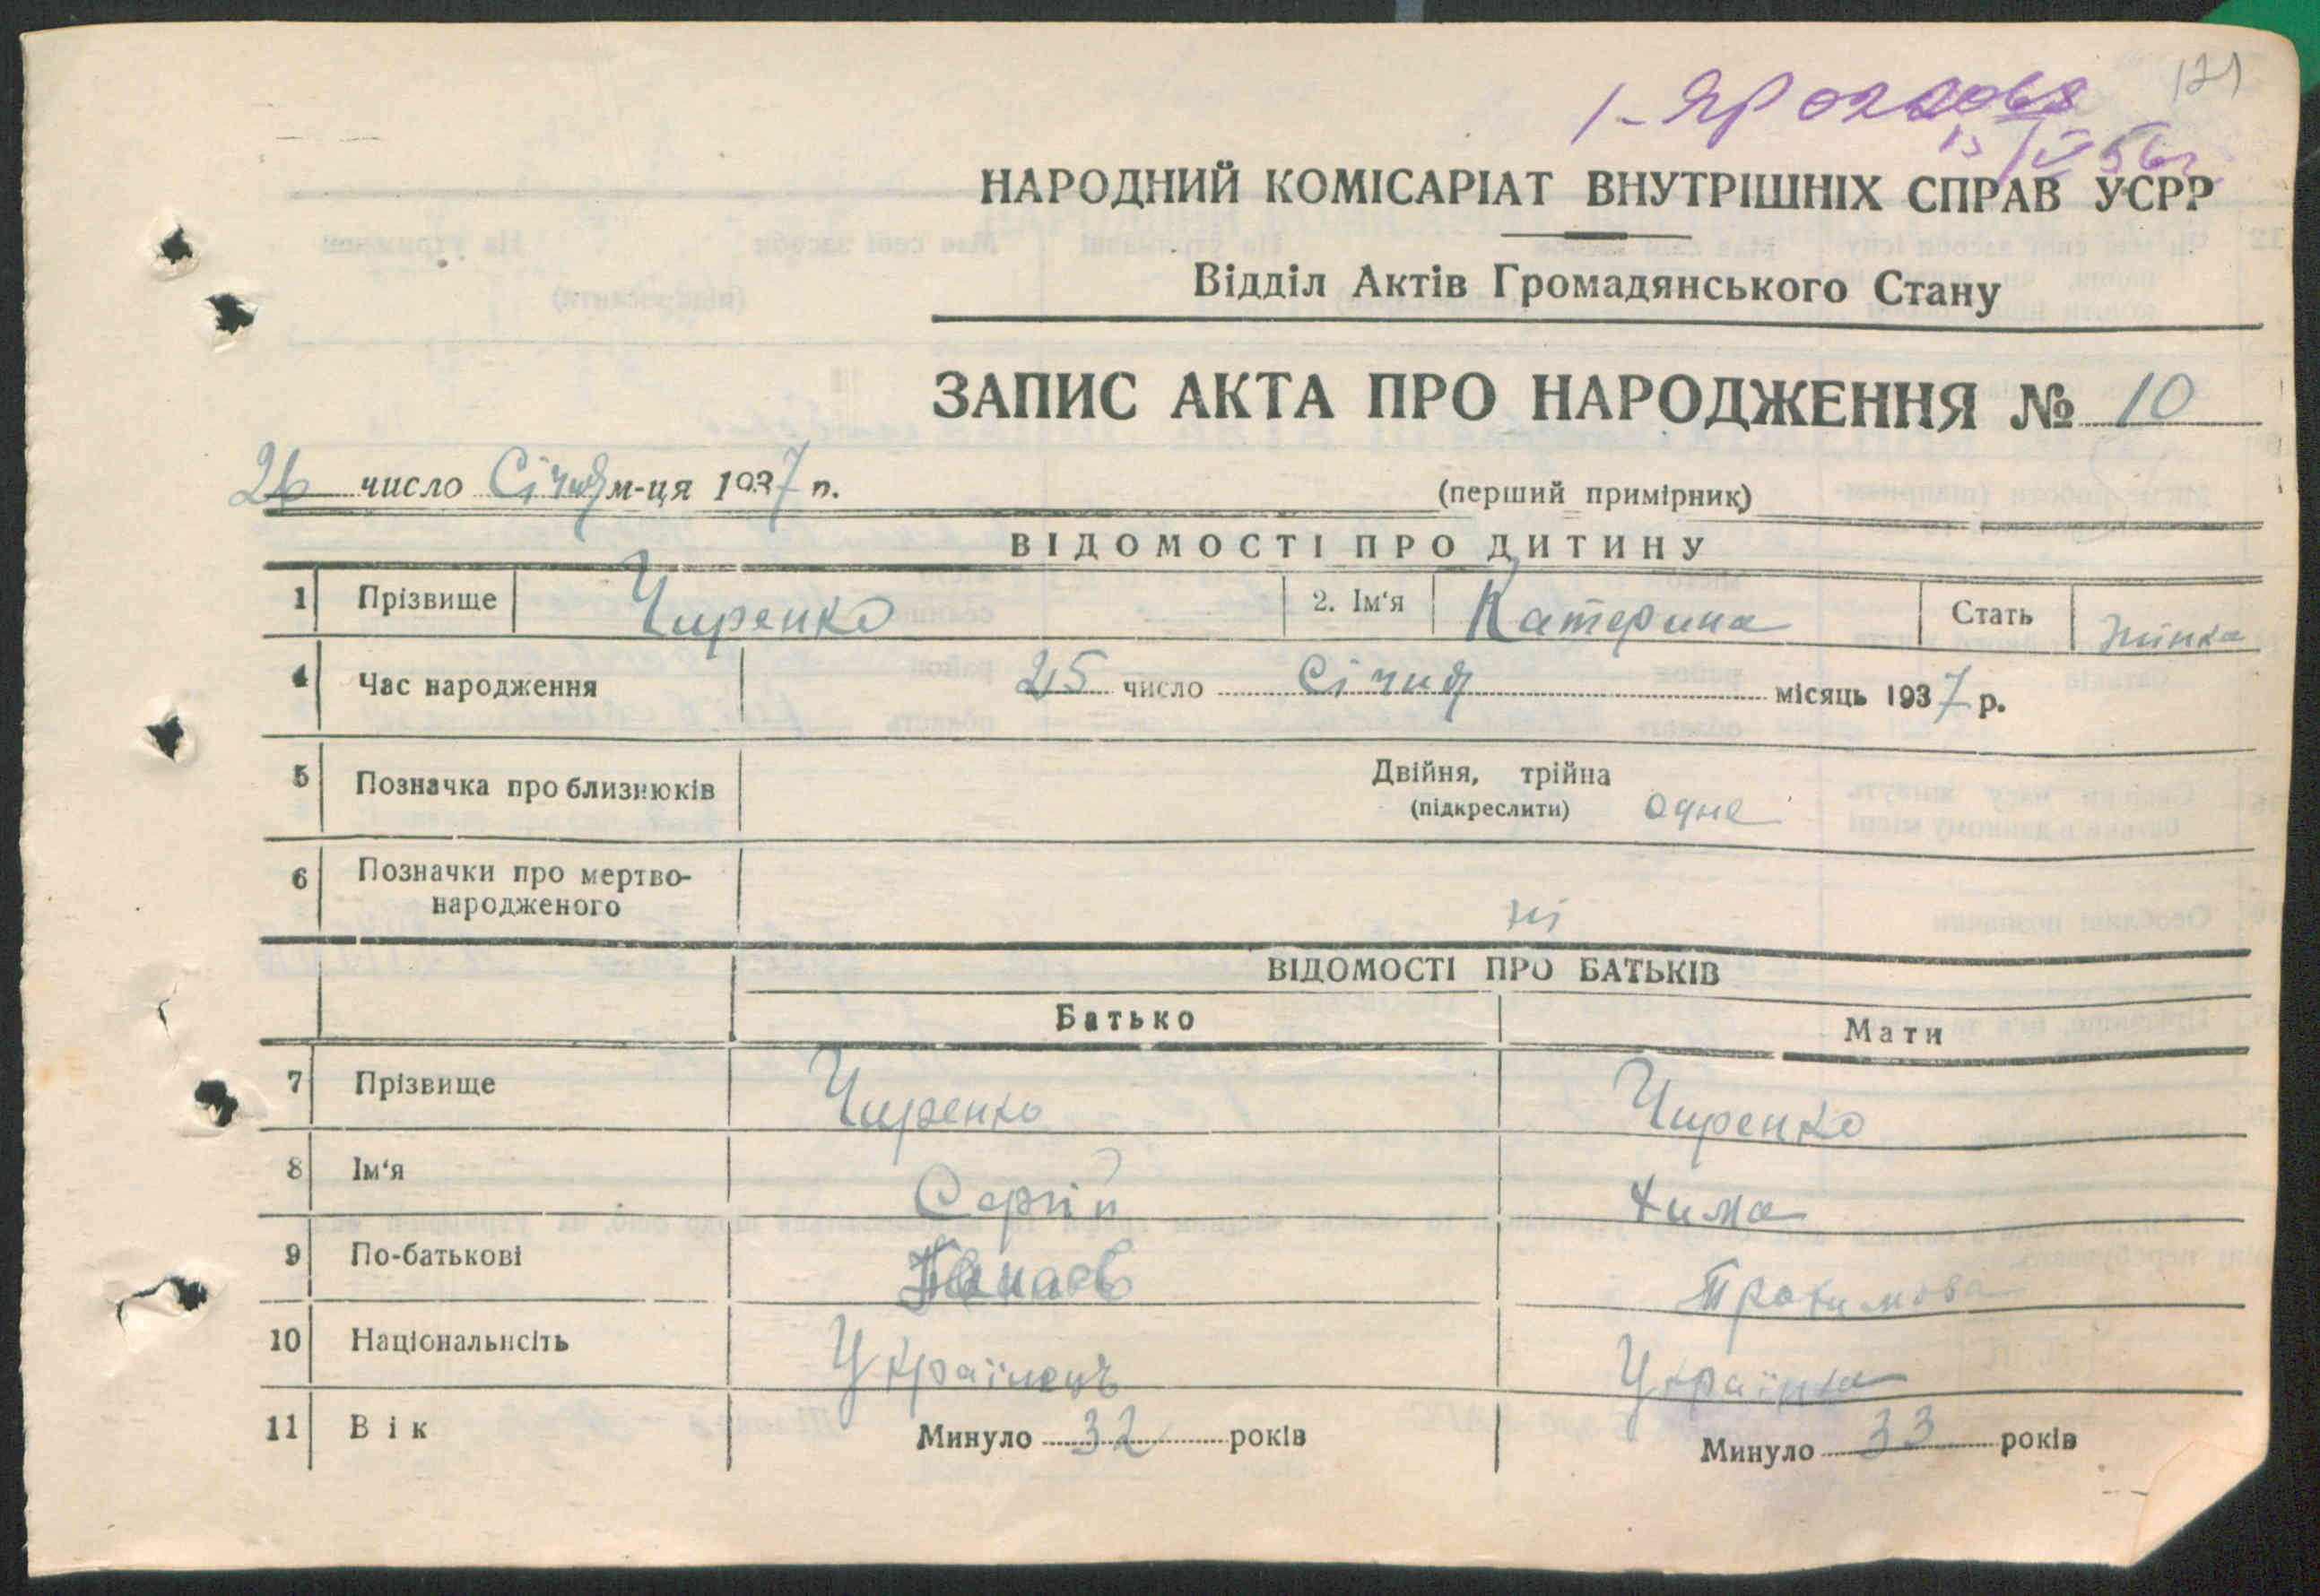 121
13/V 56г
НАРОДНИЙ КОМІСАРІАТ ВНУТРІШНІХ СПРАВ УСРР
Відділ Актів Громадянського Стану
ЗАПИС АКТА ПРО НАРОДЖЕННЯ № 10
26 число Січня м-ця 1937 р.
(перший примірник)
ВІДОМОСТІ ПРО ДИТИНУ
1 Прізвище Чиренко 2. Ім'я Катерина Стать жінка
4 Час народження 25 число Січня місяць 1937 р.
5 Позначка про близнюків Двійня, трійна
(підкреслити) одне
6 Позначки про мертво-
народженого ні
ВІДОМОСТІ ПРО БАТЬКІВ
Батько Мати
7 Прізвище Чиренко Чиренко
8 Ім'я Сергій
9 По-батькові
10 Національнсіть Українець Українка
11 Вік Минуло 32 років Минуло 33 років